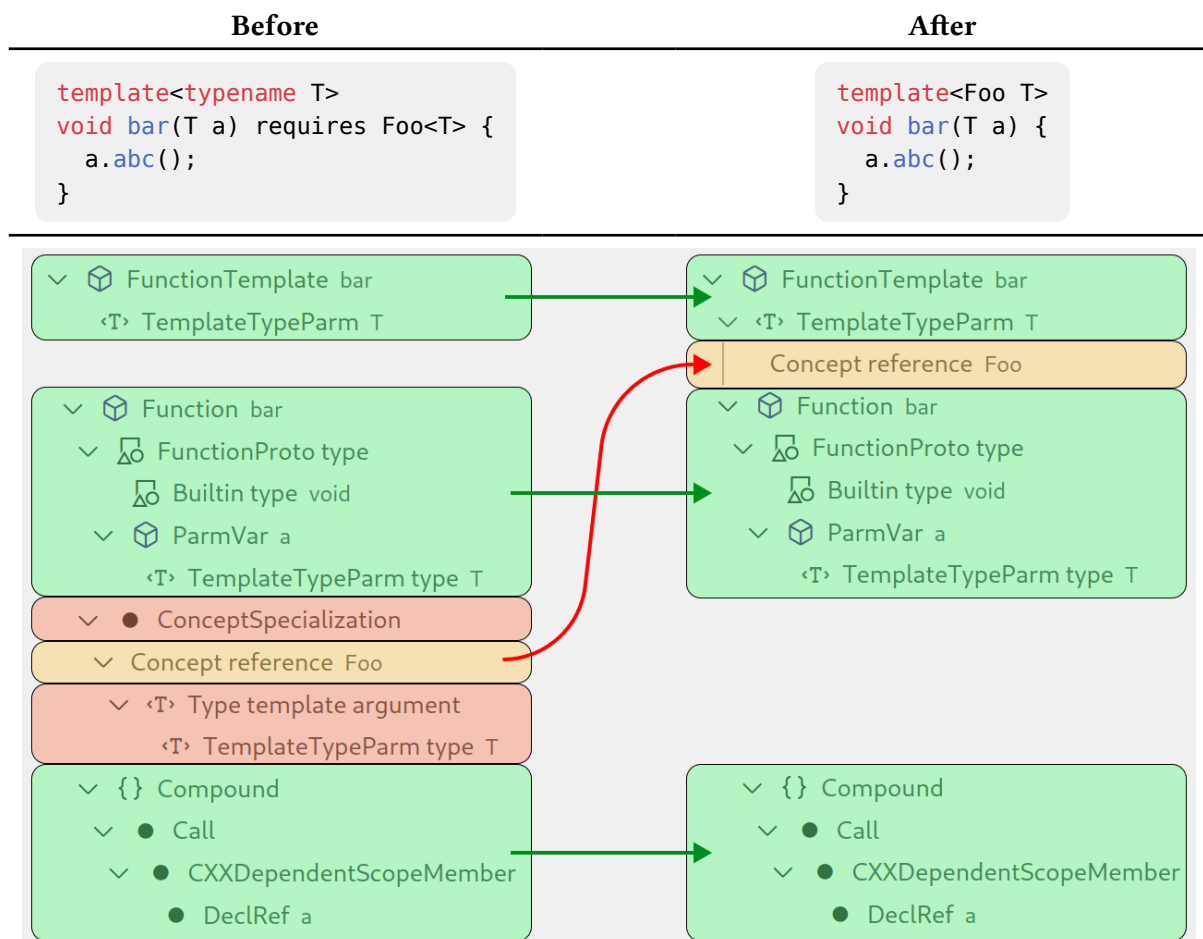 Before
After
template<typename T>
void bar(T a) requires Foo<T> {
  a.abc();
}
template<Foo T>
void bar(T a) {
  a.abc();
}
FunctionTemplate bar
<T> TemplateTypeParm T
Function bar
FunctionProto type
Builtin type void
ParmVar a
<T> TemplateTypeParm type T
ConceptSpecialization
Concept reference Foo
<T> Type template argument
<T> TemplateTypeParm type T
{} Compound
Call
CXXDependentScopeMember
DeclRef a
FunctionTemplate bar
<T> TemplateTypeParm T
Concept reference Foo
Function bar
FunctionProto type
Builtin type void
ParmVar a
<T> TemplateTypeParm type T
{} Compound
Call
CXXDependentScopeMember
DeclRef a